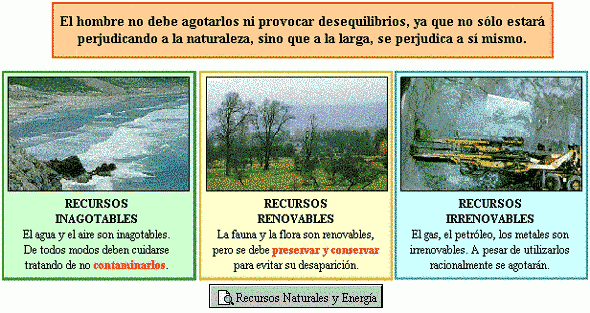 El hombre no debe agotarlos ni provocar desequilibrios, ya que no sólo estará
perjudicando a la naturaleza, sino que a la larga, se perjudica a sí mismo.
RECURSOS
INAGOTABLES
El agua y el aire son inagotables.
De todos modos deben cuidarse
tratando de no contaminarlos.
RECURSOS
RENOVABLES
La fauna y la flora son renovables,
pero se debe preservar y conservar
para evitar su desaparición.
RECURSOS
IRRENOVABLES
El gas, el petróleo, los metales son
irrenovables. A pesar de utilizarlos
racionalmente se agotarán.
Recursos Naturales y Energía